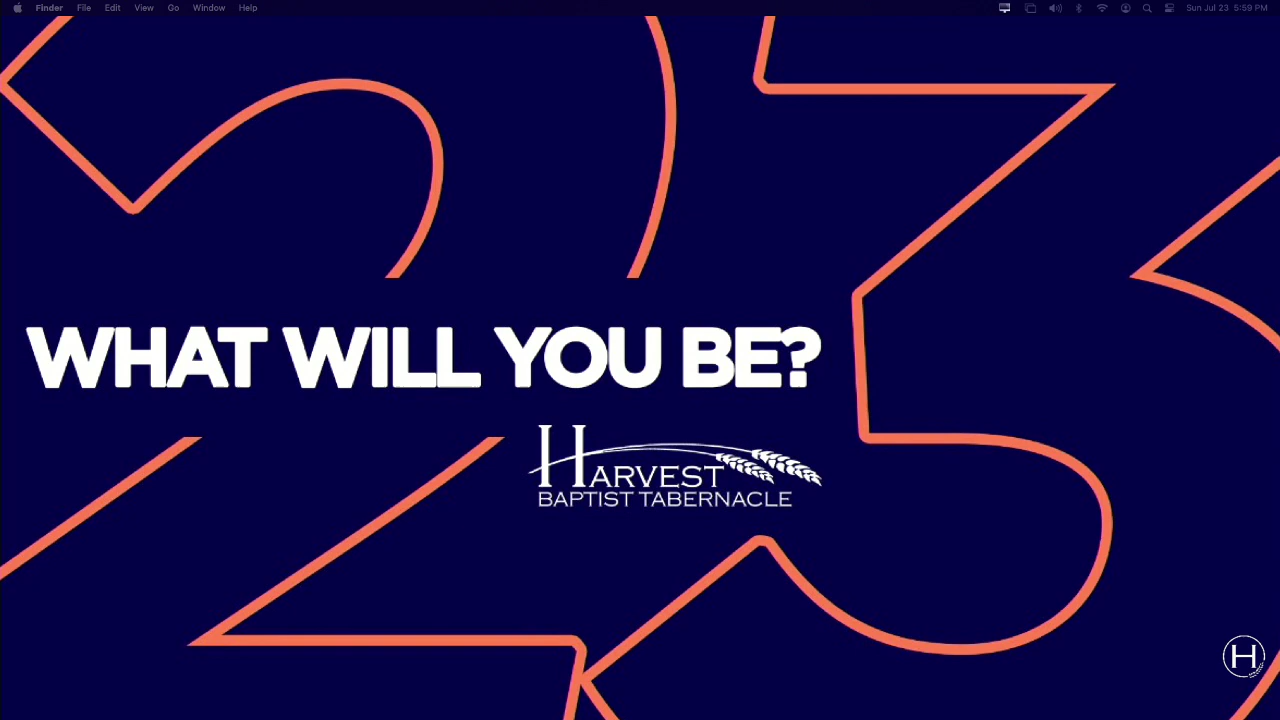 Finder File Edit View Go Window Help Sun Jul 23 5:59 PM
23
WHAT WILL YOU BE?
HARVEST
BAPTIST TABERNACLE
H